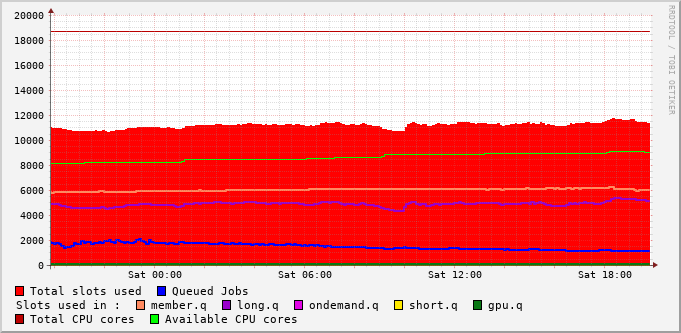 20000
18000
16000
14000
12000
10000
8000
6000
4000
2000
0
Sat 00:00 Sat 06:00 Sat 12:00 Sat 18:00
Total slots used Queued Jobs
Slots used in : member.q long.q ondemand.q short.q gpu.q
Total CPU cores Available CPU cores
RRDTOOL / TOBI OETIKER